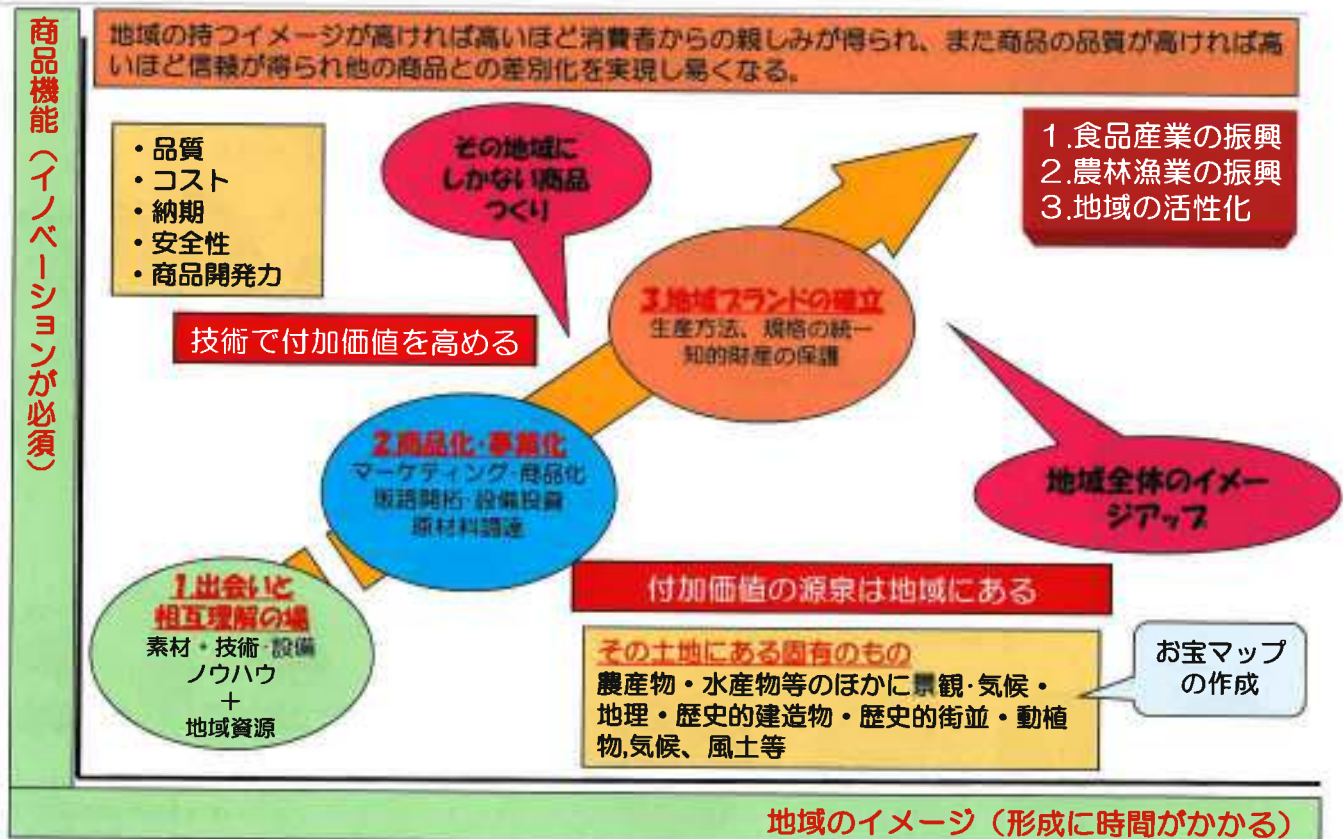 商品機能(イノベーションが必須)
地域の持つイメージが高ければ高いほど消費者からの親しみが得られ、また商品の品質が高ければ高
いほど信頼が得られ他の商品との差別化を実現し易くなる。
・品質
・コスト
・納期
・安全性
・商品開発力
その地域に
しかない商品
つくり
1.食品産業の振興
2.農林漁業の振興
3.地域の活性化
技術で付加価値を高める
3.地域ブランドの確立
生産方法、規格の統一
知的財産の保護
2.商品化・事業化
マーケティング・商品化
販路開拓・設備投資
原材料調達
地域全体のイメー
ジアップ
1.出会いと
相互理解の場
素材・技術・設備
ノウハウ
+
地域資源
付加価値の源泉は地域にある
その土地にある固有のもの
農産物・水産物等のほかに景観・気候・
地理・歴史的建造物・歴史的街並・動植
物,気候、風土等
お宝マップ
の作成
地域のイメージ(形成に時間がかかる)